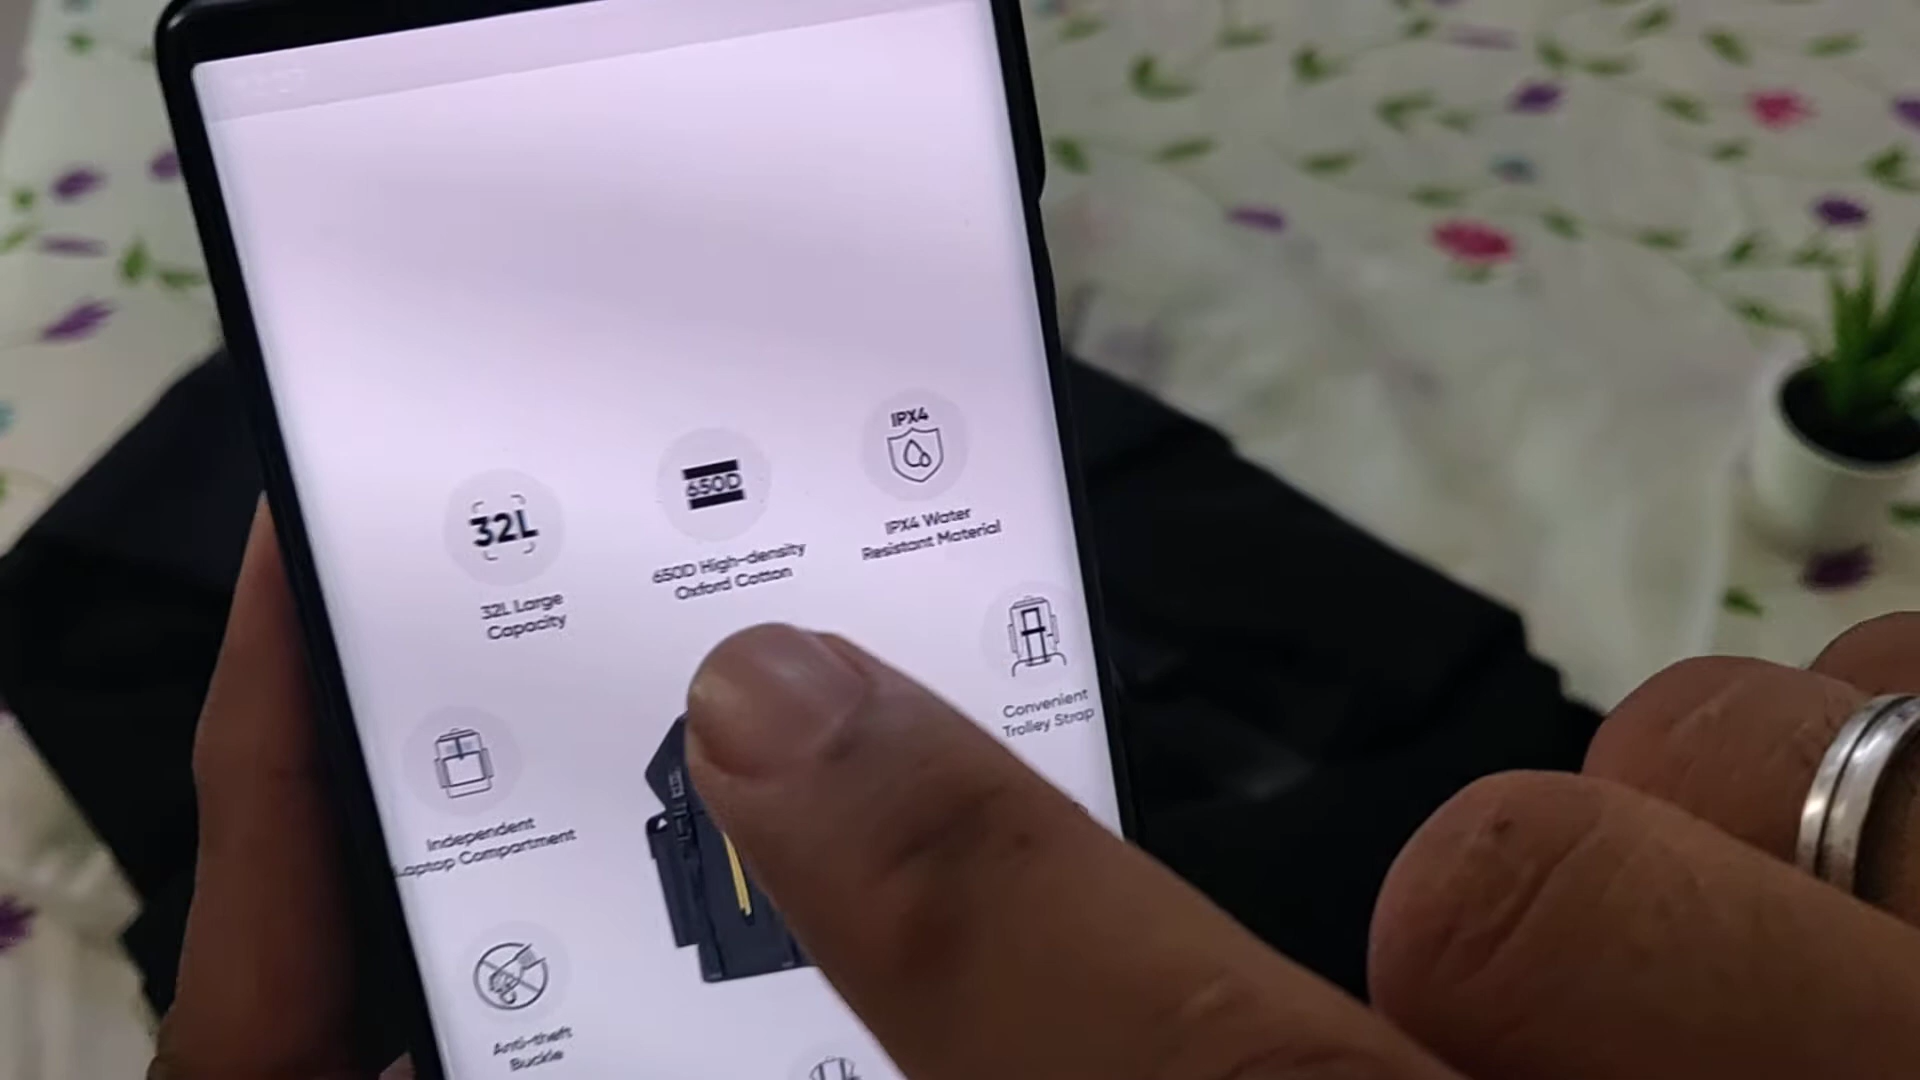 IPX4
650D
32L
IPX4 Water
Resistant Material
650D High-density
Oxford Cotton
32L Large
Capacity
Convenient
Trolley Strap
Independent
Laptop Compartment
Anti-theft
Buckle